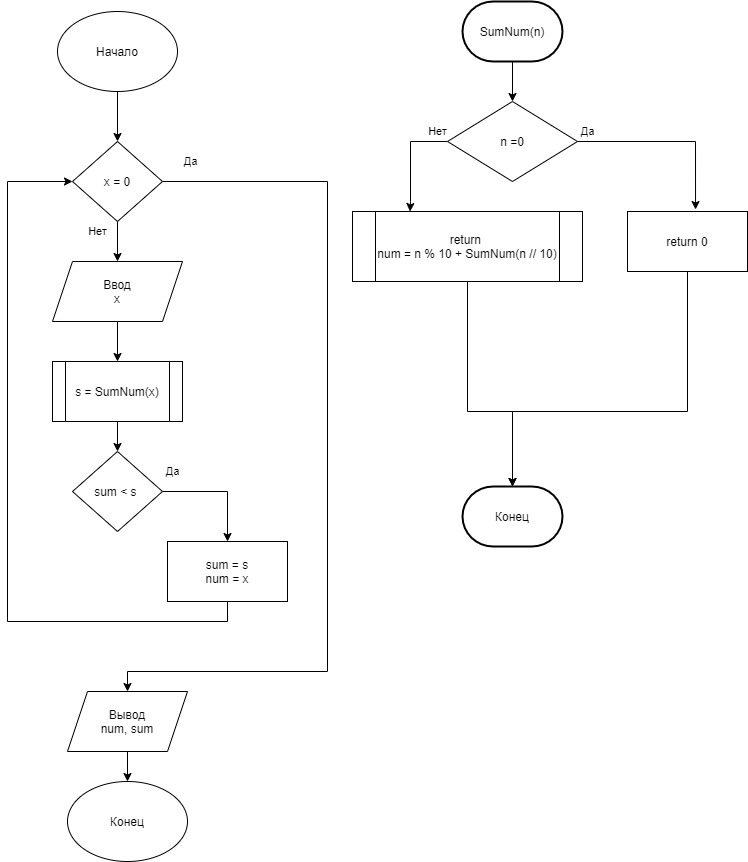 Начало
x = 0
Да
Нет
Ввод
x
s = SumNum(x)
sum < s
Да
sum = s
num = x
Вывод
num, sum
Конец
SumNum(n)
n =0
Нет
Да
return
num = n % 10 + SumNum(n // 10)
return 0
Конец